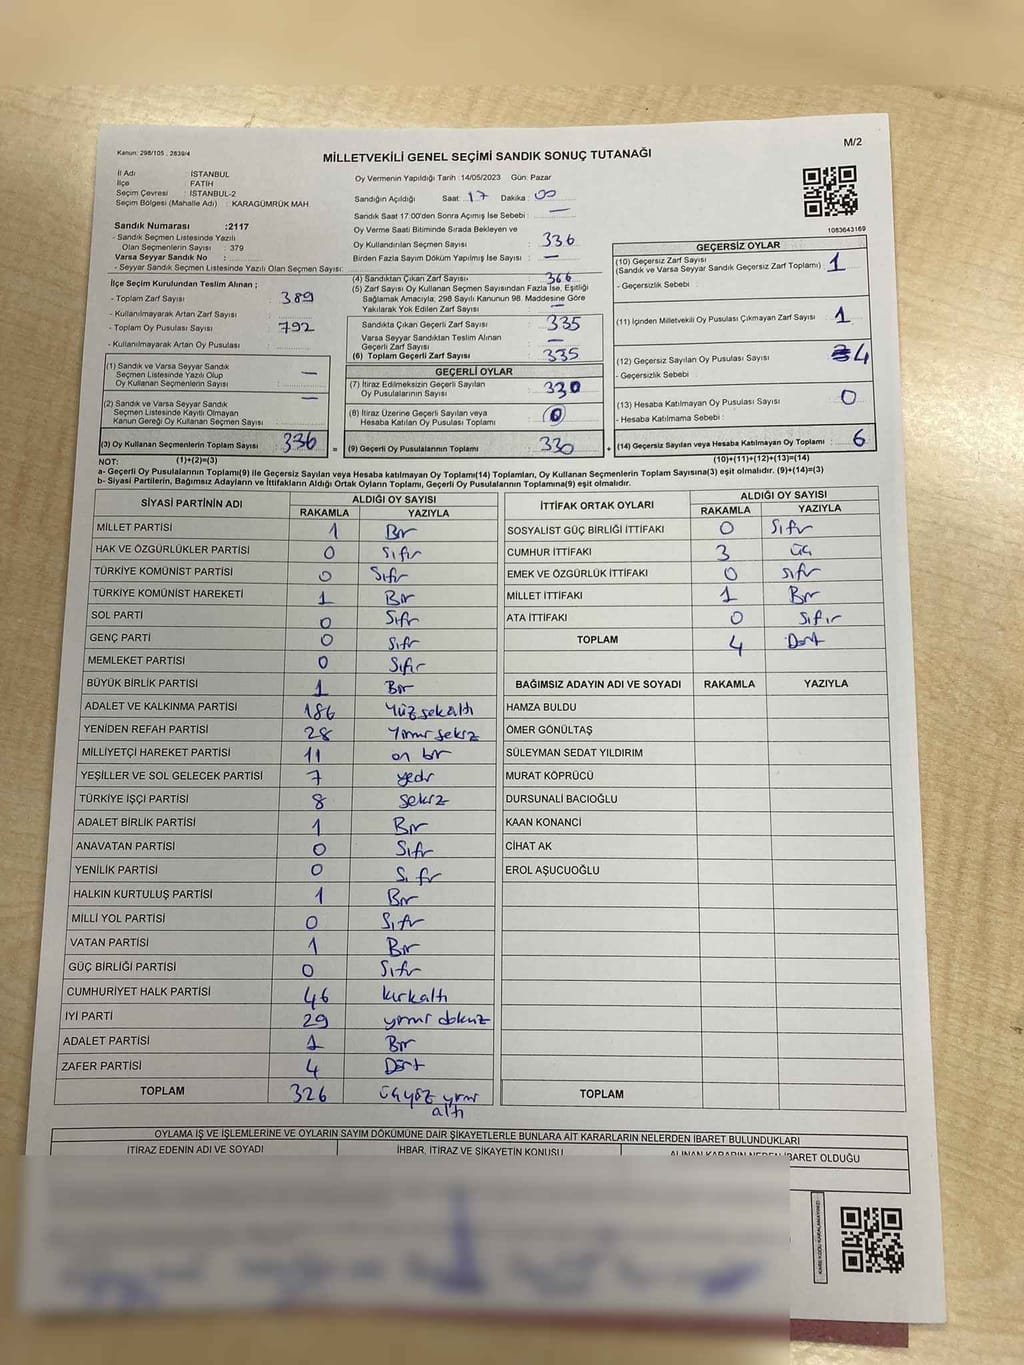 Kanun: 298/105 , 2839/4
M/2
MİLLETVEKİLİ GENEL SEÇİMİ SANDIK SONUÇ TUTANAĞI
İl Adı : İSTANBUL
İlçe : FATİH
Seçim Çevresi : İSTANBUL-2
Seçim Bölgesi (Mahalle Adı) : KARAGÜMRÜK MAH
Oy Vermenin Yapıldığı Tarih :14/05/2023 Gün: Pazar
Sandığın Açıldığı Saat: 17 Dakika : 00
Sandık Saat 17.00'den Sonra Açımış İse Sebebi : —
Oy Verme Saati Bitiminde Sırada Bekleyen ve
Oy Kullandırılan Seçmen Sayısı : 336
Birden Fazla Sayım Döküm Yapılmış İse Sayısı : —
1083643169
Sandık Numarası :2117
- Sandık Seçmen Listesinde Yazılı
Olan Seçmenlerin Sayısı : 379
Varsa Seyyar Sandık No :
- Seyyar Sandık Seçmen Listesinde Yazılı Olan Seçmen Sayısı:
İlçe Seçim Kurulundan Teslim Alınan ;
- Toplam Zarf Sayısı : 389
- Kullanılmayarak Artan Zarf Sayısı :
- Toplam Oy Pusulası Sayısı : 792
- Kullanılmayarak Artan Oy Pusulası :
(1) Sandık ve Varsa Seyyar Sandık
Seçmen Listesinde Yazılı Olup
Oy Kullanan Seçmenlerin Sayısı : —
(2) Sandık ve Varsa Seyyar Sandık
Seçmen Listesinde Kayıtlı Olmayan
Kanun Gereği Oy Kullanan Seçmen Sayısı : —
(3) Oy Kullanan Seçmenlerin Toplam Sayısı : 336
(4) Sandıktan Çıkan Zarf Sayısı: 366
(5) Zarf Sayısı Oy Kullanan Seçmen Sayısından Fazla İse, Eşitliği
Sağlamak Amacıyla; 298 Sayılı Kanunun 98. Maddesine Göre
Yakılarak Yok Edilen Zarf Sayısı : —
Sandıkta Çıkan Geçerli Zarf Sayısı : 335
Varsa Seyyar Sandıktan Teslim Alınan
Geçerli Zarf Sayısı : —
(6) Toplam Geçerli Zarf Sayısı : 335
GEÇERLİ OYLAR
(7) İtiraz Edilmeksizin Geçerli Sayılan
Oy Pusulasının Sayısı : 330
(8) İtiraz Üzerine Geçerli Sayılan veya
Hesaba Katılan Oy Pusulası Toplamı : 0
= (9) Geçerli Oy Pusulalarının Toplamı : 330 +
GEÇERSİZ OYLAR
(10) Geçersiz Zarf Sayısı
(Sandık ve Varsa Seyyar Sandık Geçersiz Zarf Toplamı) : 1
- Geçersizlik Sebebi :
(11) İçinden Milletvekili Oy Pusulası Çıkmayan Zarf Sayısı : 1
(12) Geçersiz Sayılan Oy Pusulası Sayısı : 4
- Geçersizlik Sebebi :
(13) Hesaba Katılmayan Oy Pusulası Sayısı : 0
- Hesaba Katılmama Sebebi :
(14) Geçersiz Sayılan veya Hesaba Katılmayan Oy Toplamı : 6
NOT: (1)+(2)=(3)
(10)+(11)+(12)+(13)=(14)
a- Geçerli Oy Pusulalarının Toplamı(9) ile Geçersiz Sayılan veya Hesaba katılmayan Oy Toplamı(14) Toplamları, Oy Kullanan Seçmenlerin Toplam Sayısına(3) eşit olmalıdır. (9)+(14)=(3)
b- Siyasi Partilerin, Bağımsız Adayların ve İttifakların Aldığı Ortak Oyların Toplamı, Geçerli Oy Pusulalarının Toplamına(9) eşit olmalıdır.
SİYASİ PARTİNİN ADI ALDIĞI OY SAYISI
RAKAMLA YAZIYLA
MİLLET PARTİSİ 1 Bir
HAK VE ÖZGÜRLÜKLER PARTİSİ 0 Sıfır
TÜRKİYE KOMÜNİST PARTİSİ 0 Sıfır
TÜRKİYE KOMÜNİST HAREKETİ 1 Bir
SOL PARTİ 0 Sıfır
GENÇ PARTİ 0 Sıfır
MEMLEKET PARTİSİ 0 Sıfır
BÜYÜK BİRLİK PARTİSİ 1 Bir
ADALET VE KALKINMA PARTİSİ 186 Yüzseksaltı
YENİDEN REFAH PARTİSİ 28 Yirmi sekiz
MİLLİYETÇİ HAREKET PARTİSİ 11 on bir
YEŞİLLER VE SOL GELECEK PARTİSİ 7 yedi
TÜRKİYE İŞÇİ PARTİSİ 8 sekiz
ADALET BİRLİK PARTİSİ 1 Bir
ANAVATAN PARTİSİ 0 Sıfır
YENİLİK PARTİSİ 0 Sıfır
HALKIN KURTULUŞ PARTİSİ 1 Bir
MİLLİ YOL PARTİSİ 0 Sıfır
VATAN PARTİSİ 1 Bir
GÜÇ BİRLİĞİ PARTİSİ 0 Sıfır
CUMHURİYET HALK PARTİSİ 46 kırkaltı
İYİ PARTİ 29 yirmi dokuz
ADALET PARTİSİ 1 Bir
ZAFER PARTİSİ 4 Dört
TOPLAM 326 üçyüz yirmi
altı
İTTİFAK ORTAK OYLARI ALDIĞI OY SAYISI
RAKAMLA YAZIYLA
SOSYALİST GÜÇ BİRLİĞİ İTTİFAKI 0 Sıfır
CUMHUR İTTİFAKI 3 üç
EMEK VE ÖZGÜRLÜK İTTİFAKI 0 sıfır
MİLLET İTTİFAKI 1 Bir
ATA İTTİFAKI 0 Sıfır
TOPLAM 4 Dört
BAĞIMSIZ ADAYIN ADI VE SOYADI RAKAMLA YAZIYLA
HAMZA BULDU
ÖMER GÖNÜLTAŞ
SÜLEYMAN SEDAT YILDIRIM
MURAT KÖPRÜCÜ
DURSUNALİ BACIOĞLU
KAAN KONANCİ
CİHAT AK
EROL AŞUCUOĞLU
TOPLAM
OYLAMA İŞ VE İŞLEMLERİNE VE OYLARIN SAYIM DÖKÜMÜNE DAİR ŞİKAYETLERLE BUNLARA AİT KARARLARIN NELERDEN İBARET BULUNDUKLARI
İTİRAZ EDENİN ADI VE SOYADI İHBAR, İTİRAZ VE ŞİKAYETİN KONUSU ALINAN KARARIN NEDEN İBARET OLDUĞU
KARE KODU KARALAMAYINIZ!